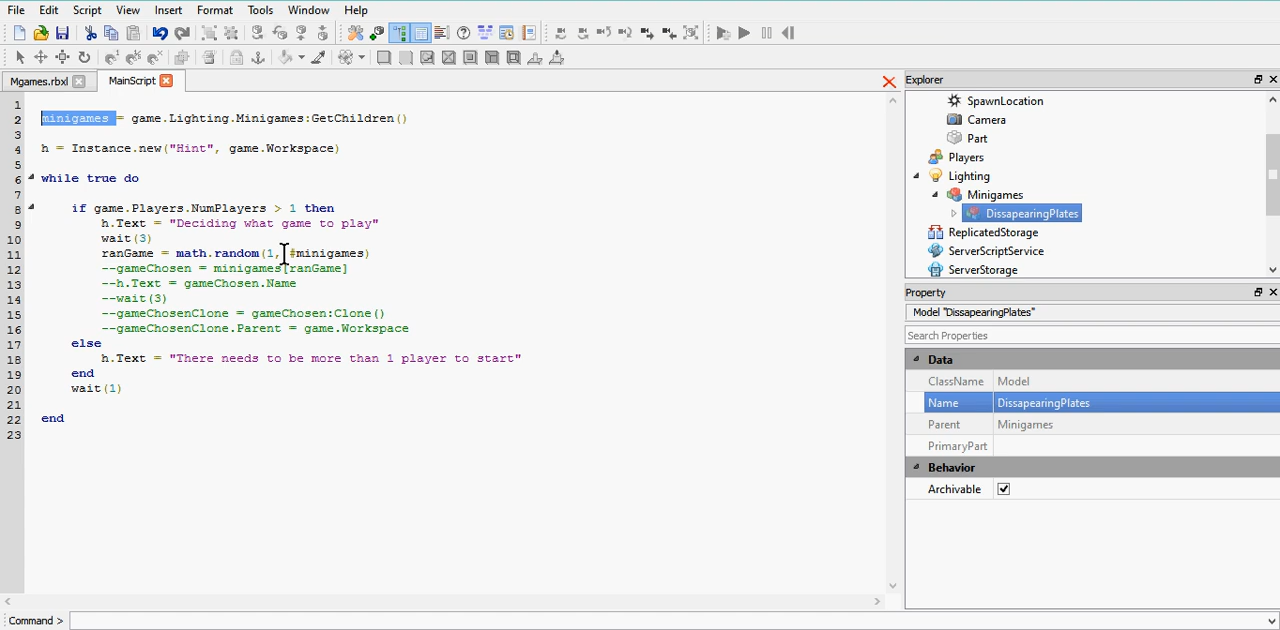 File Edit Script View Insert Format Tools Window Help
Mgames.rbxl MainScript
1
2 minigames = game.Lighting.Minigames:GetChildren()
3
4 h = Instance.new("Hint", game.Workspace)
5
6 while true do
7
8 if game.Players.NumPlayers > 1 then
9 h.Text = "Deciding what game to play"
10 wait(3)
11 ranGame = math.random(1, #minigames)
12 --gameChosen = minigames[ranGame]
13 --h.Text = gameChosen.Name
14 --wait(3)
15 --gameChosenClone = gameChosen:Clone()
16 --gameChosenClone.Parent = game.Workspace
17 else
18 h.Text = "There needs to be more than 1 player to start"
19 end
20 wait(1)
21
22 end
23
Explorer
SpawnLocation
Camera
Part
Players
Lighting
Minigames
DissapearingPlates
ReplicatedStorage
ServerScriptService
ServerStorage
Property
Model "DissapearingPlates"
Search Properties
Data
ClassName Model
Name DissapearingPlates
Parent Minigames
PrimaryPart
Behavior
Archivable
Command >